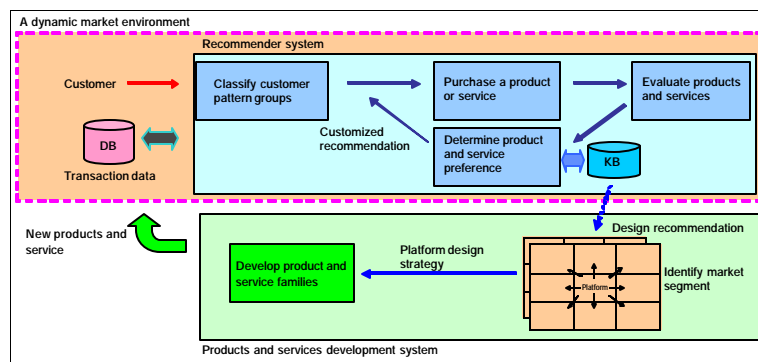 A dynamic market environment
Recommender system
Customer
Classify customer
pattern groups
Purchase a product
or service
Evaluate products
and services
Customized
recommendation
Determine product
and service
preference
DB
KB
Transaction data
New products and
service
Design recommendation
Platform design
strategy
Develop product and
service families
Platform
Identify market
segment
Products and services development system